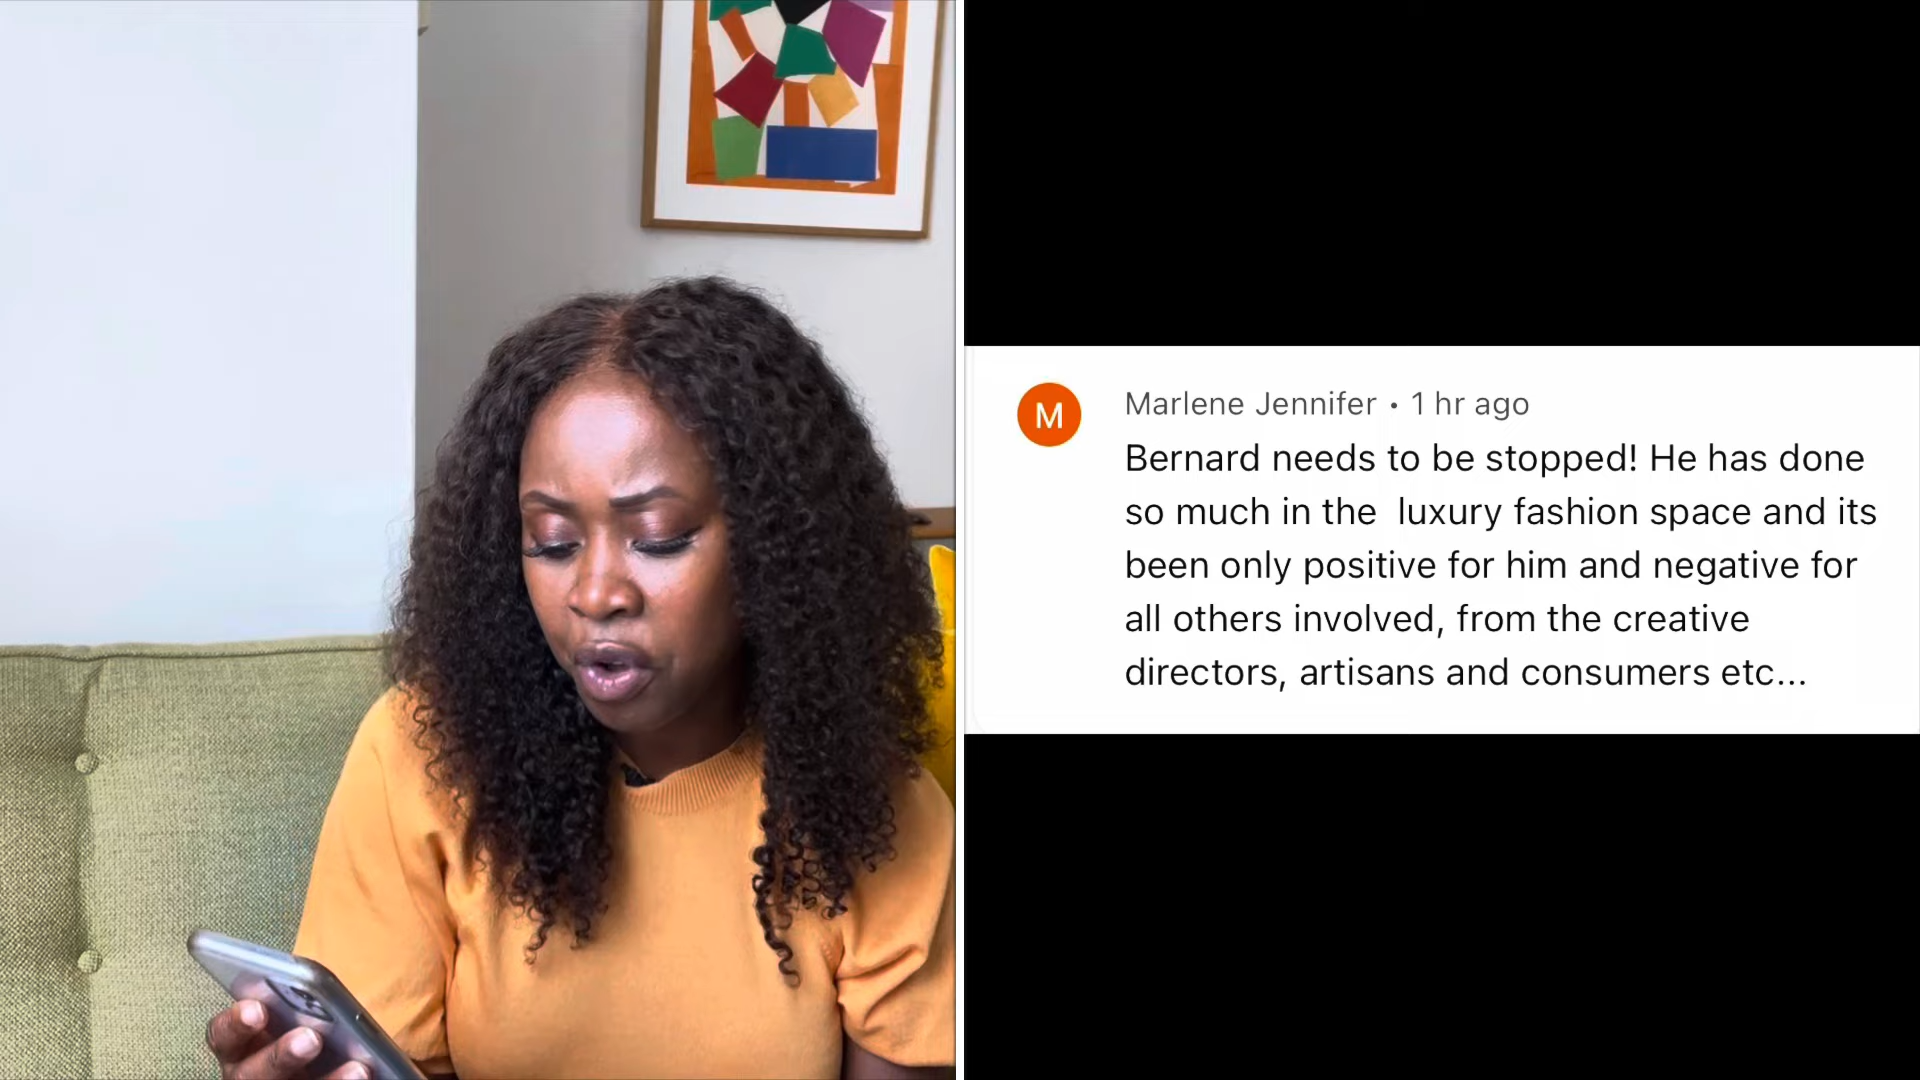 M
Marlene Jennifer • 1 hr ago
Bernard needs to be stopped! He has done
so much in the  luxury fashion space and its
been only positive for him and negative for
all others involved, from the creative
directors, artisans and consumers etc...